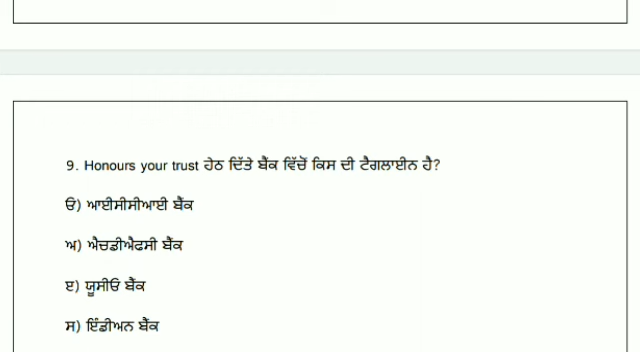 9. Honours your trust ਹੇਠ ਦਿੱਤੇ ਬੈਂਕ ਵਿੱਚੋਂ ਕਿਸ ਦੀ ਟੈਗਲਾਈਨ ਹੈ?
ੳ) ਆਈਸੀਸੀਆਈ ਬੈਂਕ
ਅ) ਐਚਡੀਐਫਸੀ ਬੈਂਕ
ੲ) ਯੂਸੀਓ ਬੈਂਕ
ਸ) ਇੰਡੀਅਨ ਬੈਂਕ